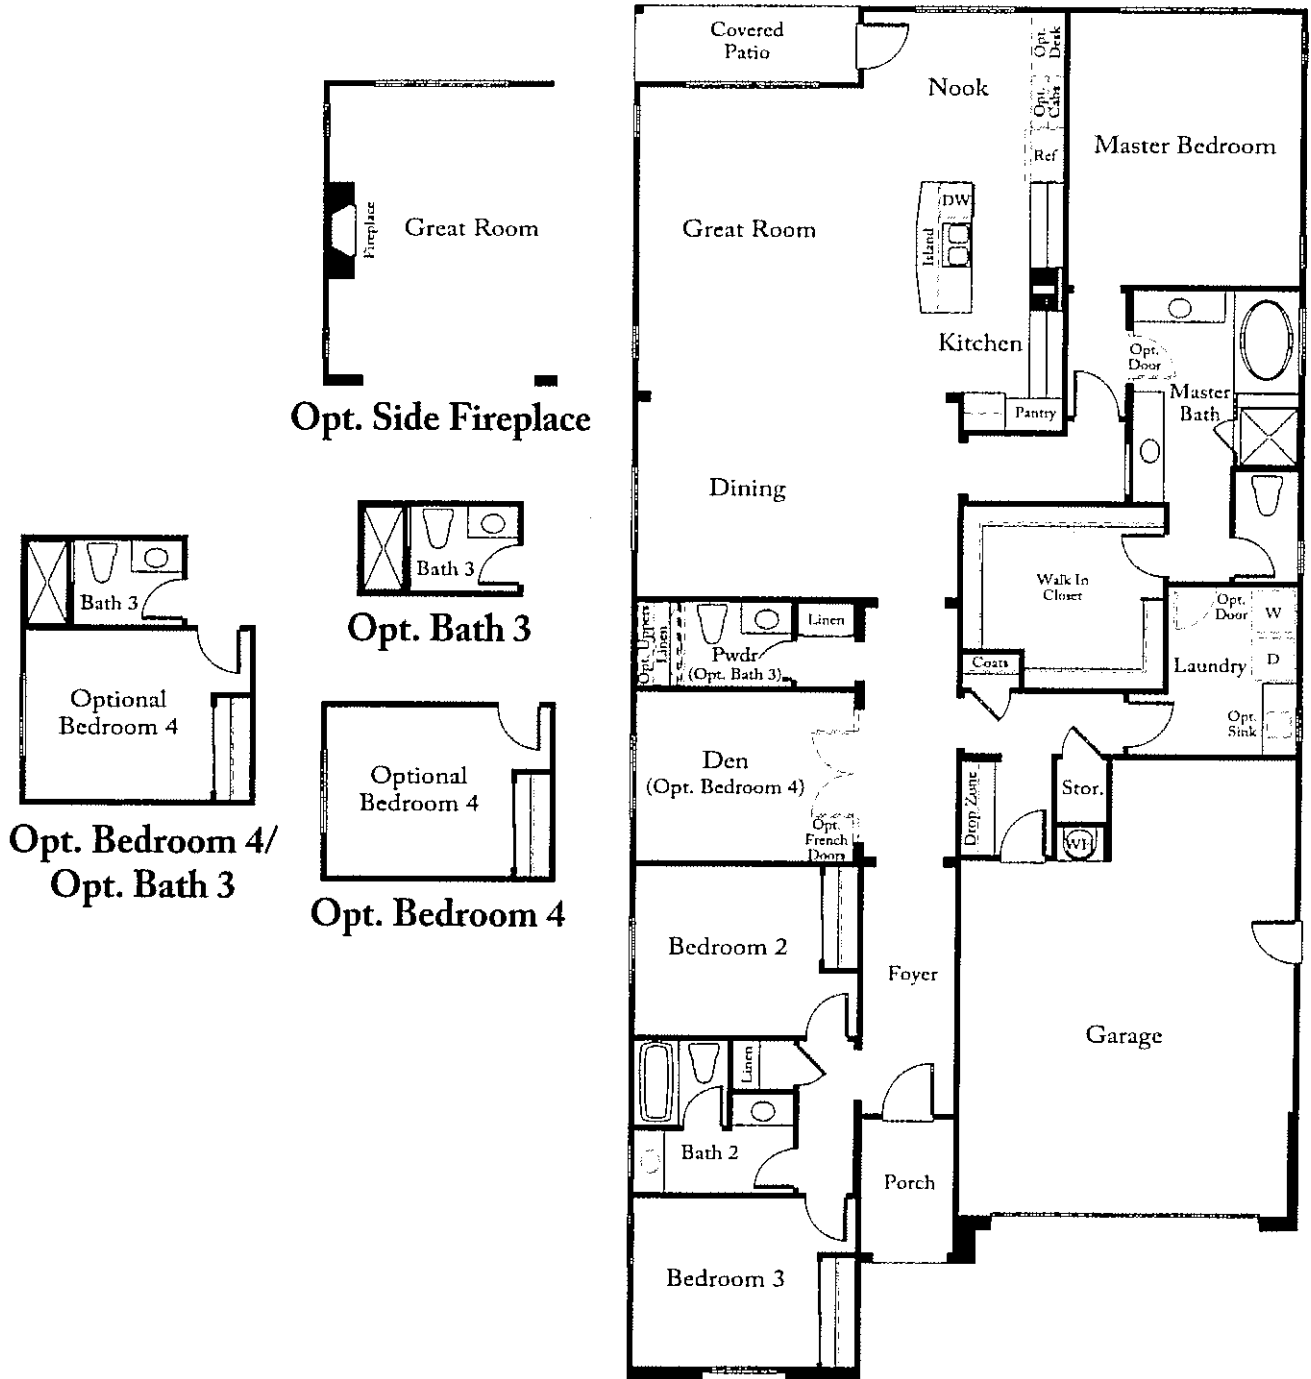 Covered
Patio
Nook
Opt.
Desk
Opt.
Cabs
Ref
Master Bedroom
Great Room
Fireplace
Great Room
DW
Island
Kitchen
Opt.
Door
Master
Bath
Pantry
Opt. Side Fireplace
Dining
Bath 3
Opt. Bath 3
Bath 3
Optional
Bedroom 4
Opt. Bedroom 4/
Opt. Bath 3
Optional
Bedroom 4
Opt. Bedroom 4
Walk In
Closet
Opt. Uppers
Linen
Pwdr
(Opt. Bath 3)
Linen
Coats
Opt.
Door
W
D
Laundry
Opt.
Sink
Den
(Opt. Bedroom 4)
Opt.
French
Doors
Drop Zone
Stor.
WH
Bedroom 2
Foyer
Garage
Linen
Bath 2
Porch
Bedroom 3